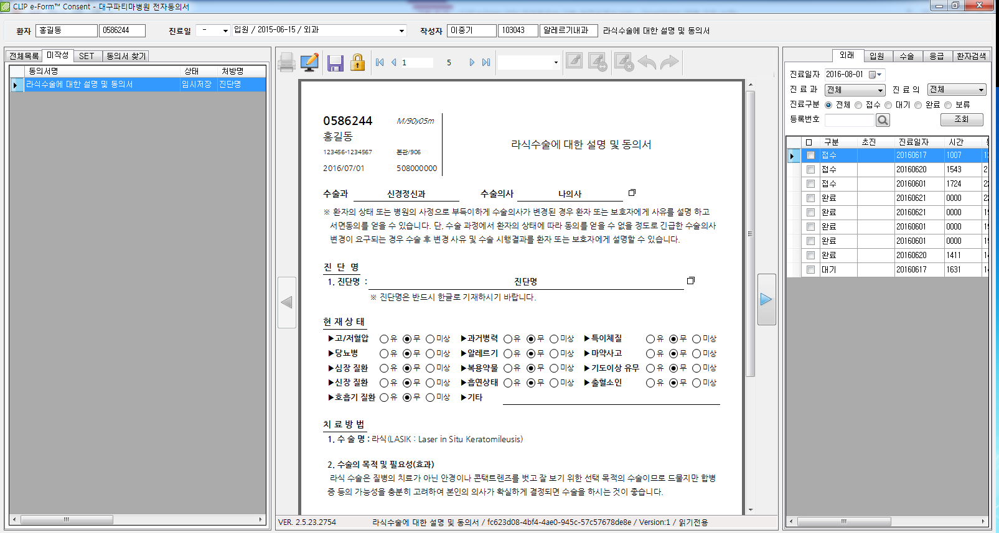 CLIP e-Form™ Consent - 대구파티마병원 전자동의서
환자 홍길동 0586244 진료일 - 입원 / 2015-06-15 / 외과 작성자 이중기 103043 알레르기내과 라식수술에 대한 설명 및 동의서
전체목록 미작성 SET 동의서 찾기
동의서명 상태 처방명
라식수술에 대한 설명 및 동의서 임시저장 진단명
1 5
0586244 M/90y05m
홍길동
123456-1234567 본관/906
2016/07/01 508000000
라식수술에 대한 설명 및 동의서
수술과 신경정신과 수술의사 나의사
※ 환자의 상태 또는 병원의 사정으로 부득이하게 수술의사가 변경된 경우 환자 또는 보호자에게 사유를 설명 하고
서면동의를 얻을 수 있습니다. 단, 수술 과정에서 환자의 상태에 따라 동의를 얻을 수 없을 정도로 긴급한 수술의사
변경이 요구되는 경우 수술 후 변경 사유 및 수술 시행결과를 환자 또는 보호자에게 설명할 수 있습니다.
진 단 명
1. 진단명 : 진단명
※ 진단명은 반드시 한글로 기재하시기 바랍니다.
현 재 상 태
▶고/저혈압 유 무 미상 ▶과거병력 유 무 미상 ▶특이체질 유 무 미상
▶당뇨병 유 무 미상 ▶알레르기 유 무 미상 ▶마약사고 유 무 미상
▶심장 질환 유 무 미상 ▶복용약물 유 무 미상 ▶기도이상 유무 유 무 미상
▶신장 질환 유 무 미상 ▶흡연상태 유 무 미상 ▶출혈소인 유 무 미상
▶호흡기 질환 유 무 미상 ▶기타
치 료 방 법
1. 수 술 명 : 라식(LASIK : Laser in Situ Keratomileusis)
2. 수술의 목적 및 필요성(효과)
라식 수술은 질병의 치료가 아닌 안경이나 콘택트렌즈를 벗고 잘 보기 위한 선택 목적의 수술이므로 드물지만 합병
증 등의 가능성을 충분히 고려하여 본인의 의사가 확실하게 결정되면 수술을 하시는 것이 좋습니다.
VER. 2.5.23.2754 라식수술에 대한 설명 및 동의서 / fc623d08-4bf4-4ae0-945c-57c57678de8e / Version:1 / 읽기전용
외래 입원 수술 응급 환자검색
진료일자 2016-08-01
진 료 과 전체 진 료 의 전체
진료구분 전체 접수 대기 완료 보류
등록번호 조회
구분 초진 진료일자 시간
접수 20160617 1007
접수 20160620 1543
접수 20160601 1724
완료 20160621 0000
완료 20160621 0000
완료 20160601 0000
완료 20160601 0000
완료 20160620 1411
대기 20160617 1631